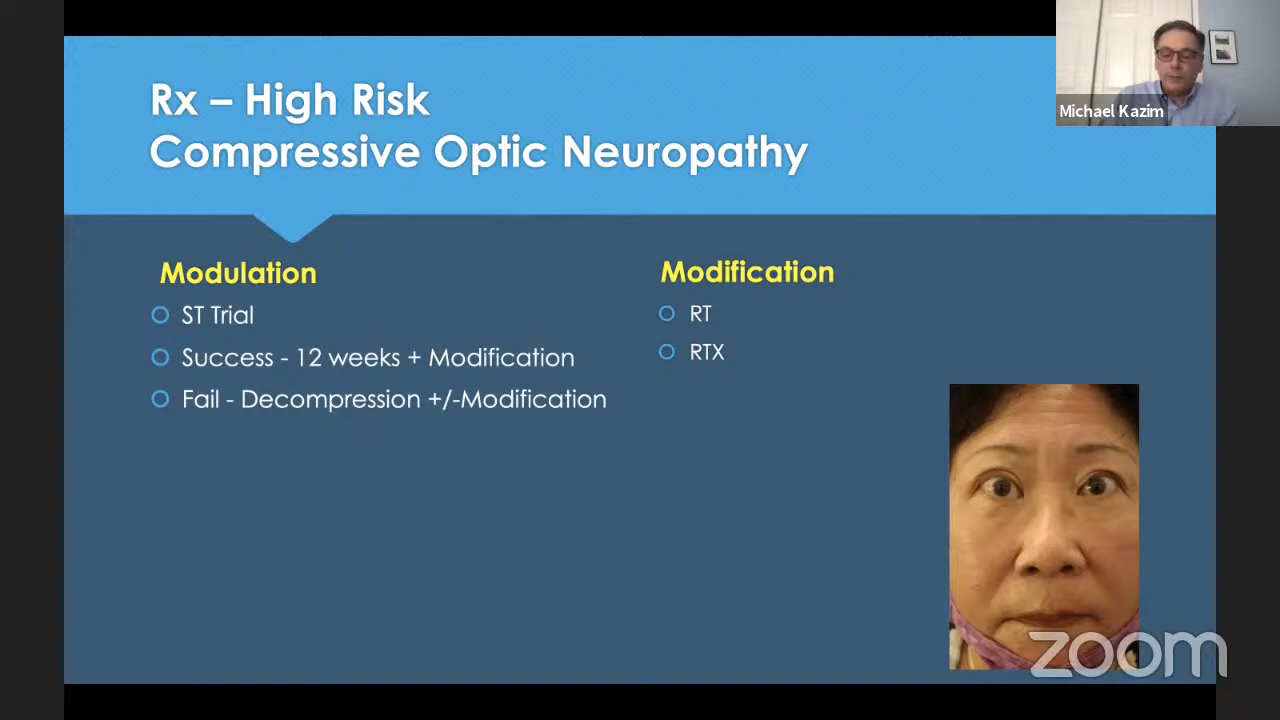 Rx – High Risk
Compressive Optic Neuropathy
Michael Kazim
Modulation
ST Trial
Success - 12 weeks + Modification
Fail - Decompression +/-Modification
Modification
RT
RTX
zoom